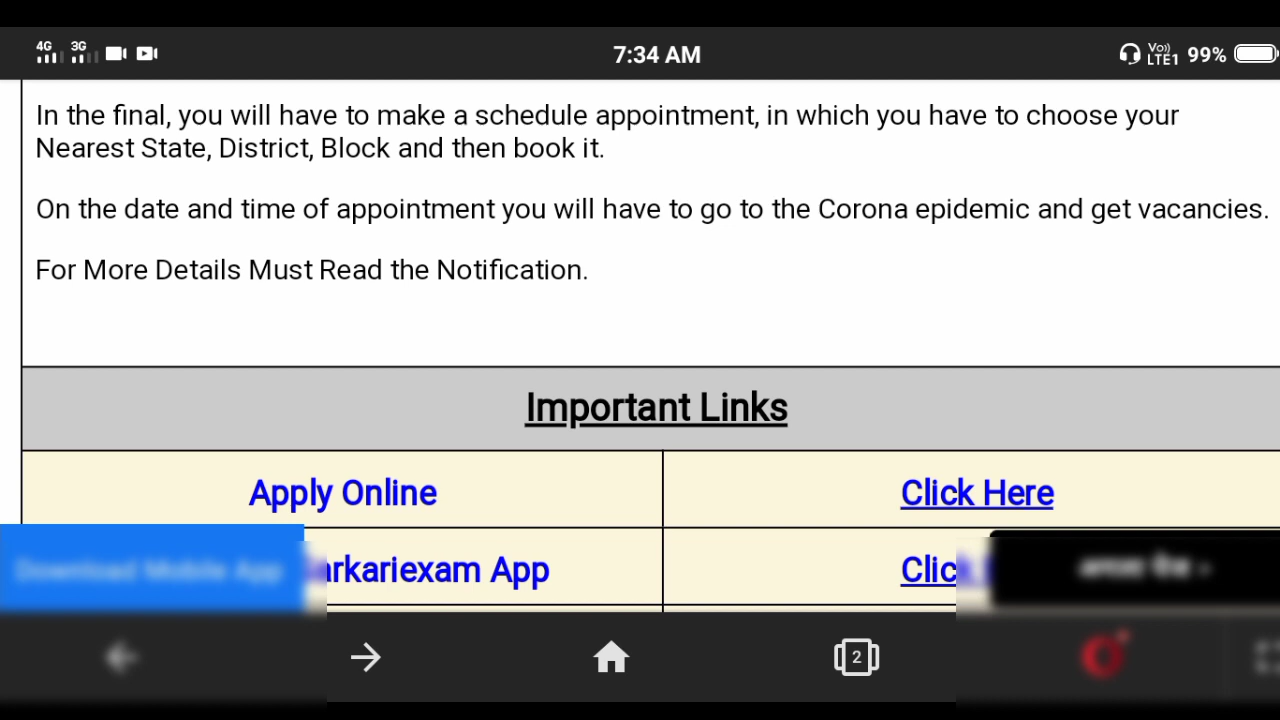 4G 3G 7:34 AM Vo)) LTE1 99%
In the final, you will have to make a schedule appointment, in which you have to choose your
Nearest State, District, Block and then book it.
On the date and time of appointment you will have to go to the Corona epidemic and get vacancies.
For More Details Must Read the Notification.
Important Links
Apply Online Click Here
Download Mobile App arkariexam App Clic
2